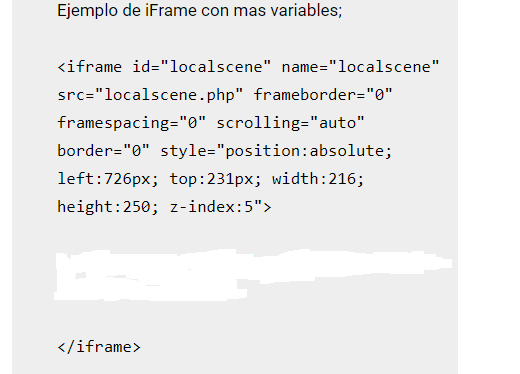 Ejemplo de iFrame con mas variables;
<iframe id="localscene" name="localscene"
src="localscene.php" frameborder="0"
framespacing="0" scrolling="auto"
border="0" style="position:absolute;
left:726px; top:231px; width:216;
height:250; z-index:5">
</iframe>